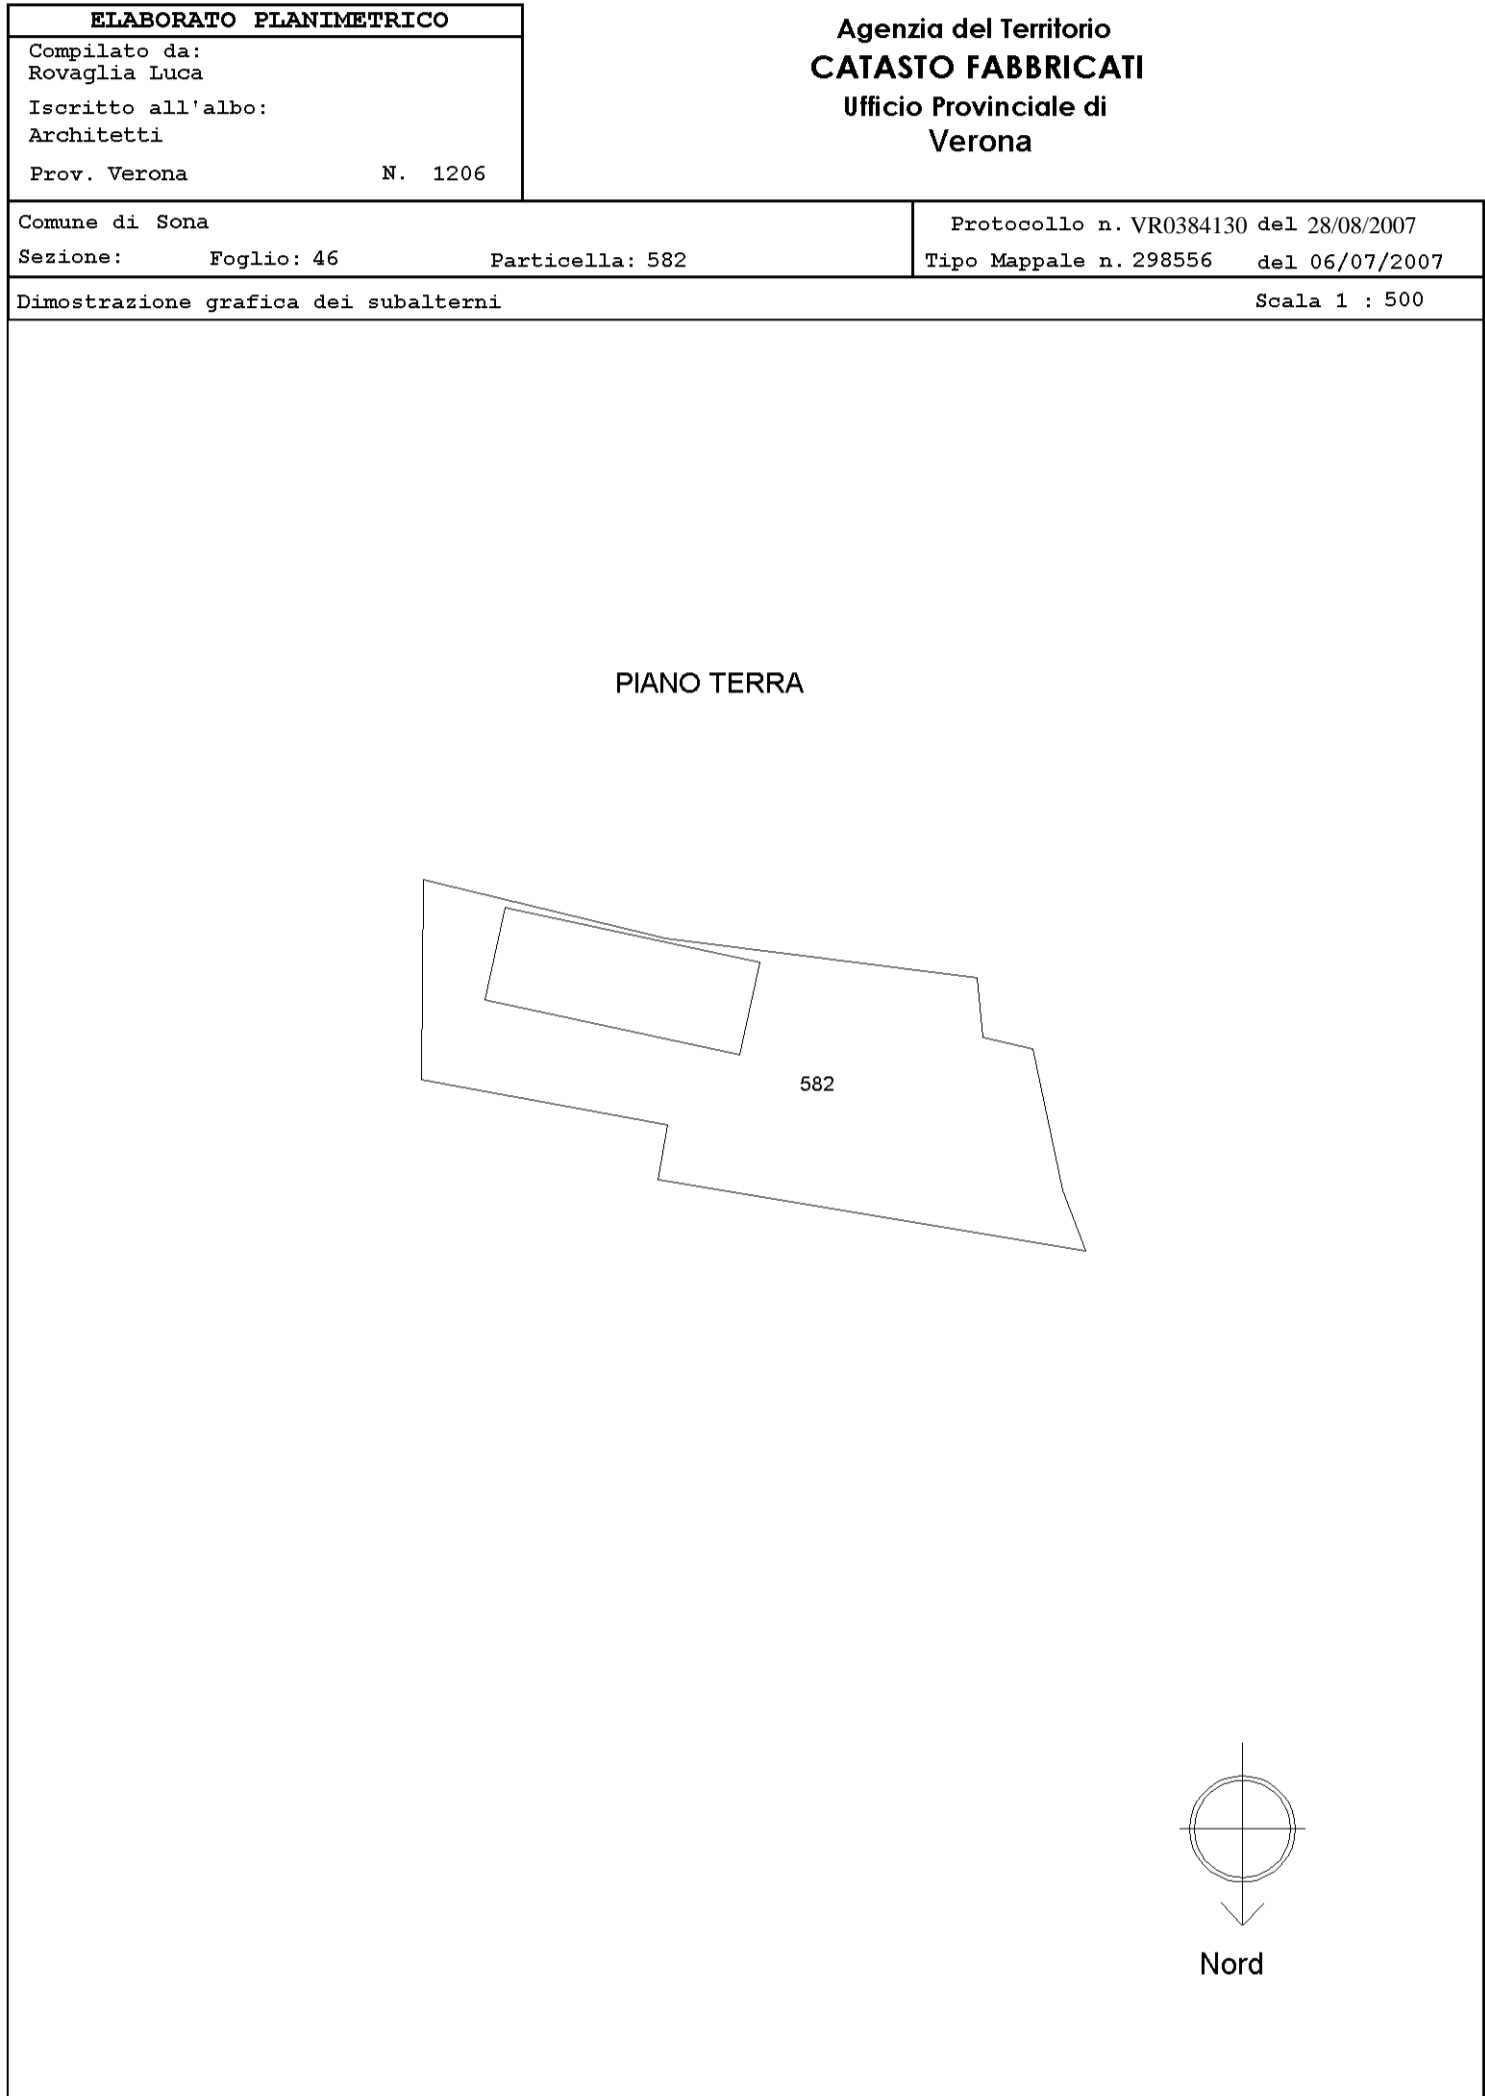 ELABORATO PLANIMETRICO
Compilato da:
Rovaglia Luca
Iscritto all'albo:
Architetti
Prov. Verona N. 1206
Agenzia del Territorio
CATASTO FABBRICATI
Ufficio Provinciale di
Verona
Comune di Sona
Sezione: Foglio: 46 Particella: 582
Protocollo n. VR0384130 del 28/08/2007
Tipo Mappale n. 298556 del 06/07/2007
Dimostrazione grafica dei subalterni Scala 1 : 500
PIANO TERRA
582
Nord